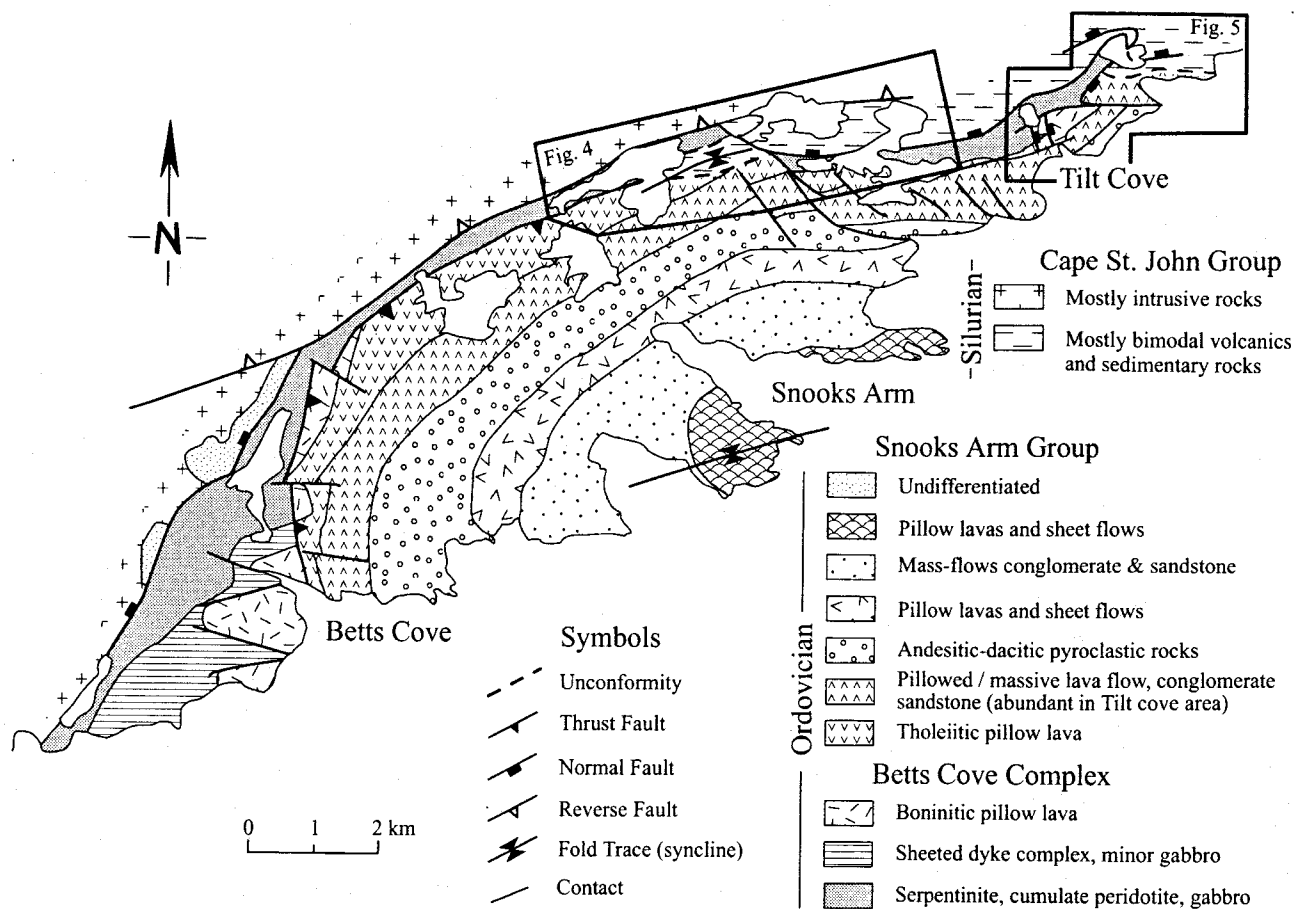 Fig. 5
Fig. 4
N
Tilt Cove
Cape St. John Group
Silurian
Mostly intrusive rocks
Mostly bimodal volcanics
and sedimentary rocks
Snooks Arm
Snooks Arm Group
Ordovician
Undifferentiated
Pillow lavas and sheet flows
Mass-flows conglomerate & sandstone
Pillow lavas and sheet flows
Andesitic-dacitic pyroclastic rocks
Pillowed / massive lava flow, conglomerate
sandstone (abundant in Tilt cove area)
Tholeiitic pillow lava
Betts Cove Complex
Boninitic pillow lava
Sheeted dyke complex, minor gabbro
Serpentinite, cumulate peridotite, gabbro
Betts Cove
Symbols
Unconformity
Thrust Fault
Normal Fault
Reverse Fault
Fold Trace (syncline)
Contact
0 1 2 km